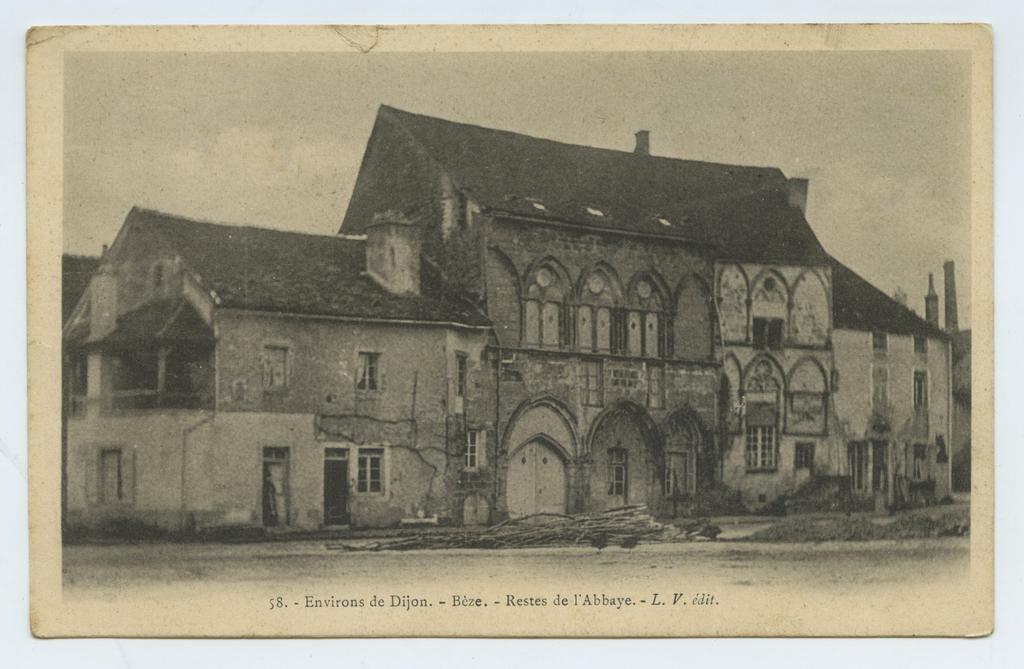 58. - Environs de Dijon. - Bèze. - Restes de l'Abbaye. - L. V. édit.